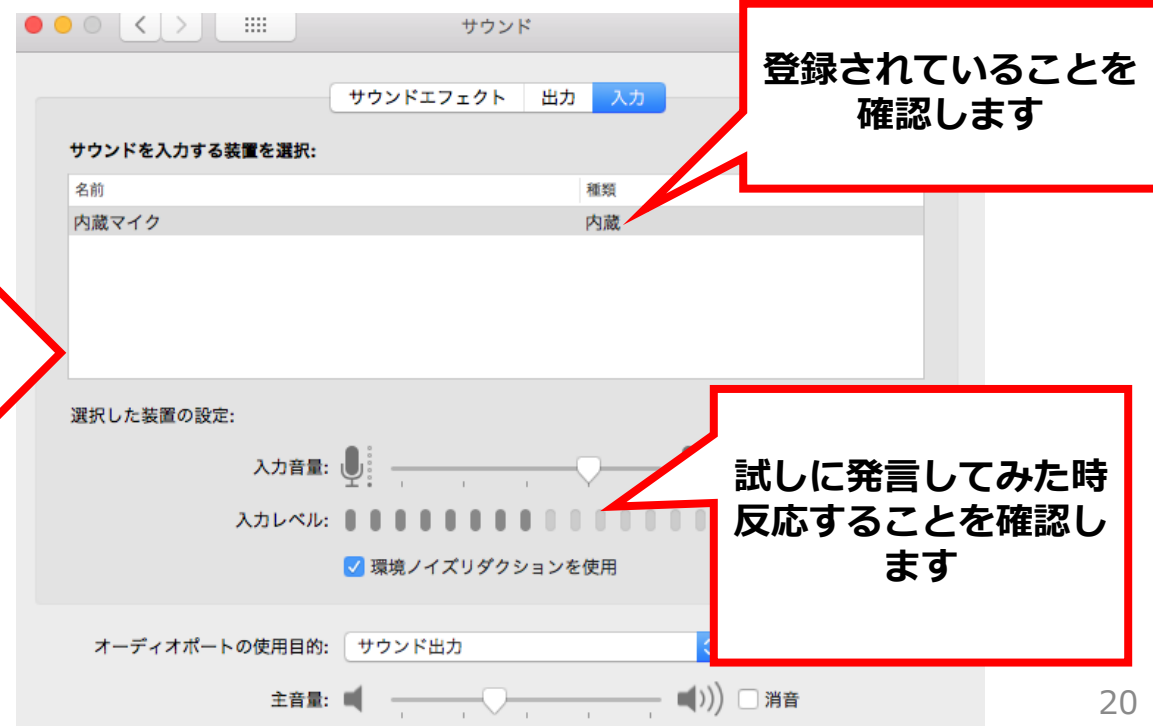 サウンド
登録されていることを
確認します
サウンドエフェクト 出力 入力
サウンドを入力する装置を選択:
名前 種類
内蔵マイク 内蔵
選択した装置の設定:
入力音量:
入力レベル:
試しに発言してみた時
反応することを確認し
ます
環境ノイズリダクションを使用
オーディオポートの使用目的: サウンド出力
主音量: 消音
20